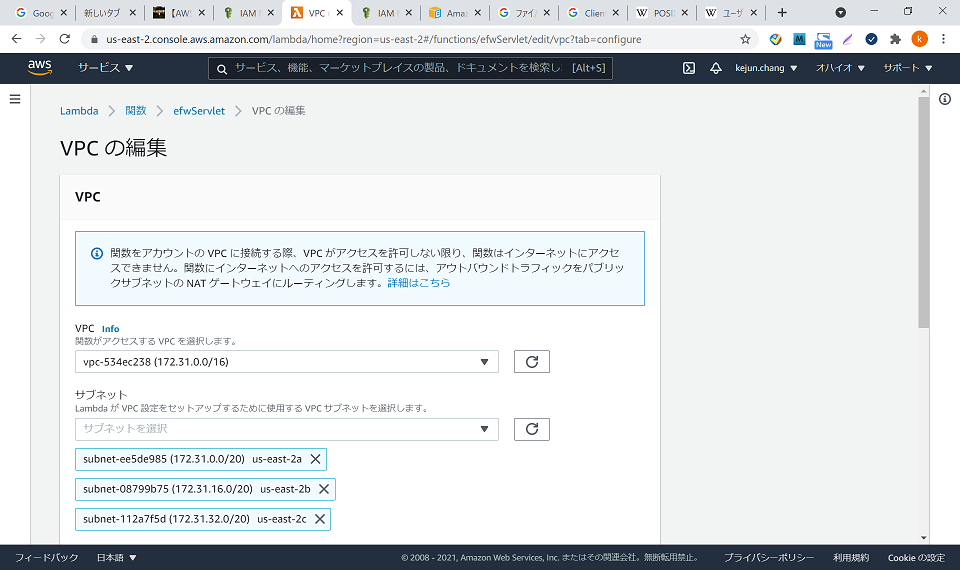 Goog
新しいタブ
【AWS
IAM M
VPC の
IAM M
Amaz
ファイル
Client
POSIX
ユーザ
us-east-2.console.aws.amazon.com/lambda/home?region=us-east-2#/functions/efwServlet/edit/vpc?tab=configure
New
k
aws
サービス
サービス、機能、マーケットプレイスの製品、ドキュメントを検索し [Alt+S]
kejun.chang
オハイオ
サポート
Lambda
関数
efwServlet
VPC の編集
VPC の編集
VPC
関数をアカウントの VPC に接続する際、VPC がアクセスを許可しない限り、関数はインターネットにアクセ
スできません。関数にインターネットへのアクセスを許可するには、アウトバウンドトラフィックをパブリッ
クサブネットの NAT ゲートウェイにルーティングします。詳細はこちら
VPC Info
関数がアクセスする VPC を選択します。
vpc-534ec238 (172.31.0.0/16)
サブネット
Lambda が VPC 設定をセットアップするために使用する VPC サブネットを選択します。
サブネットを選択
subnet-ee5de985 (172.31.0.0/20) us-east-2a
subnet-08799b75 (172.31.16.0/20) us-east-2b
subnet-112a7f5d (172.31.32.0/20) us-east-2c
フィードバック
日本語
© 2008 - 2021, Amazon Web Services, Inc. またはその関連会社。無断転用禁止。
プライバシーポリシー
利用規約
Cookie の設定